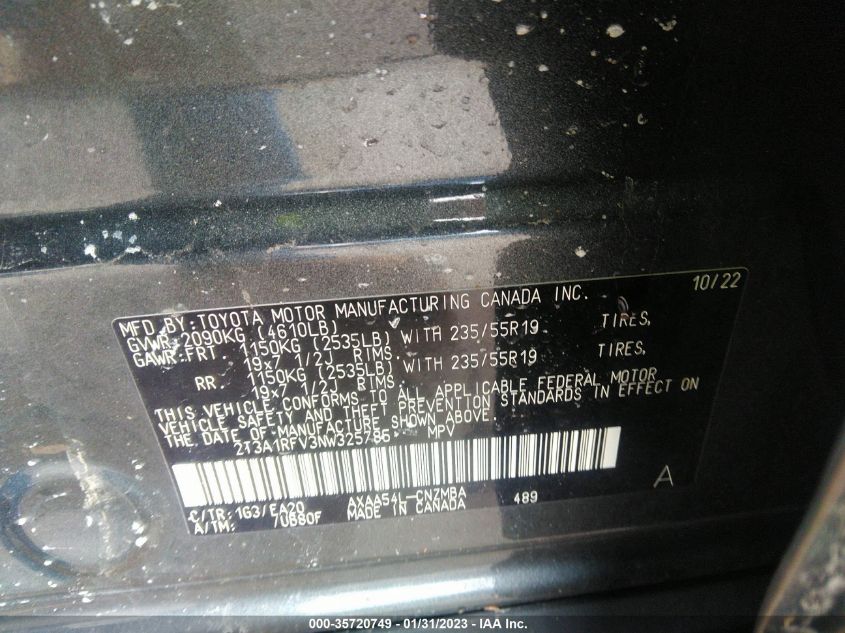 MFD.BY:TOYOTA MOTOR MANUFACTURING CANADA INC. 10/22
GVWR 2090KG (4610LB)
GAWR:FRT 1150KG (2535LB) WITH 235/55R19 TIRES,
19x7 1/2J RIMS,
RR 1150KG (2535LB) WITH 235/55R19 TIRES,
19x7 1/2J RIMS.
THIS VEHICLE CONFORMS TO ALL APPLICABLE FEDERAL MOTOR
VEHICLE SAFETY AND THEFT PREVENTION STANDARDS IN EFFECT ON
THE DATE OF MANUFACTURE SHOWN ABOVE.
2T3A1RFV3NW325786 MPV
A
C/TR: 1G3/EA20 AXAA54L-CNZMBA 489
A/TM: MADE IN CANADA
000-35720749 - 01/31/2023 - IAA Inc.